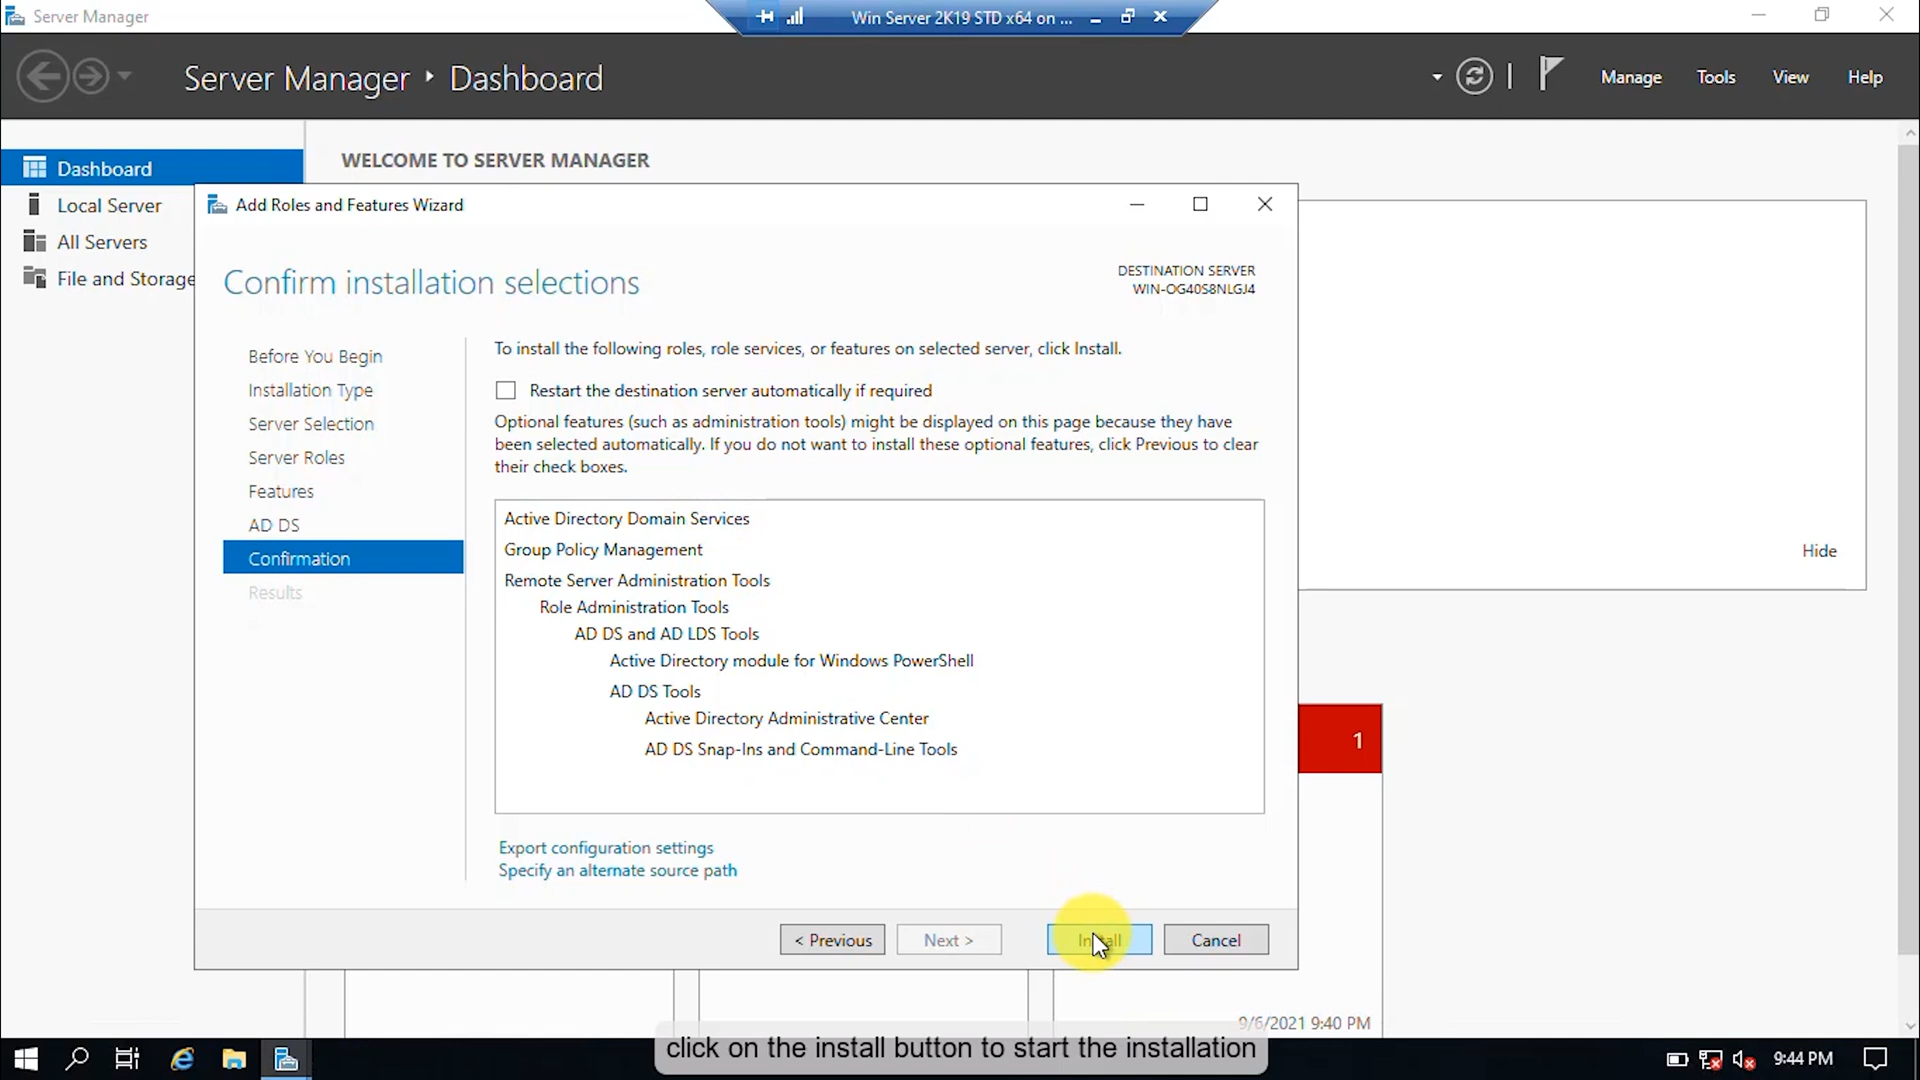 Server Manager
Win Server 2K19 STD x64 on ...
Server Manager
Dashboard
Manage
Tools
View
Help
Dashboard
WELCOME TO SERVER MANAGER
Local Server
All Servers
File and Storage
Add Roles and Features Wizard
Confirm installation selections
DESTINATION SERVER
WIN-OG40S8NLGJ4
Before You Begin
Installation Type
Server Selection
Server Roles
Features
AD DS
Confirmation
Results
To install the following roles, role services, or features on selected server, click Install.
Restart the destination server automatically if required
Optional features (such as administration tools) might be displayed on this page because they have
been selected automatically. If you do not want to install these optional features, click Previous to clear
their check boxes.
Active Directory Domain Services
Group Policy Management
Remote Server Administration Tools
Role Administration Tools
AD DS and AD LDS Tools
Active Directory module for Windows PowerShell
AD DS Tools
Active Directory Administrative Center
AD DS Snap-Ins and Command-Line Tools
Export configuration settings
Specify an alternate source path
< Previous
Next >
Install
Cancel
Hide
1
9/6/2021 9:40 PM
click on the install button to start the installation
9:44 PM